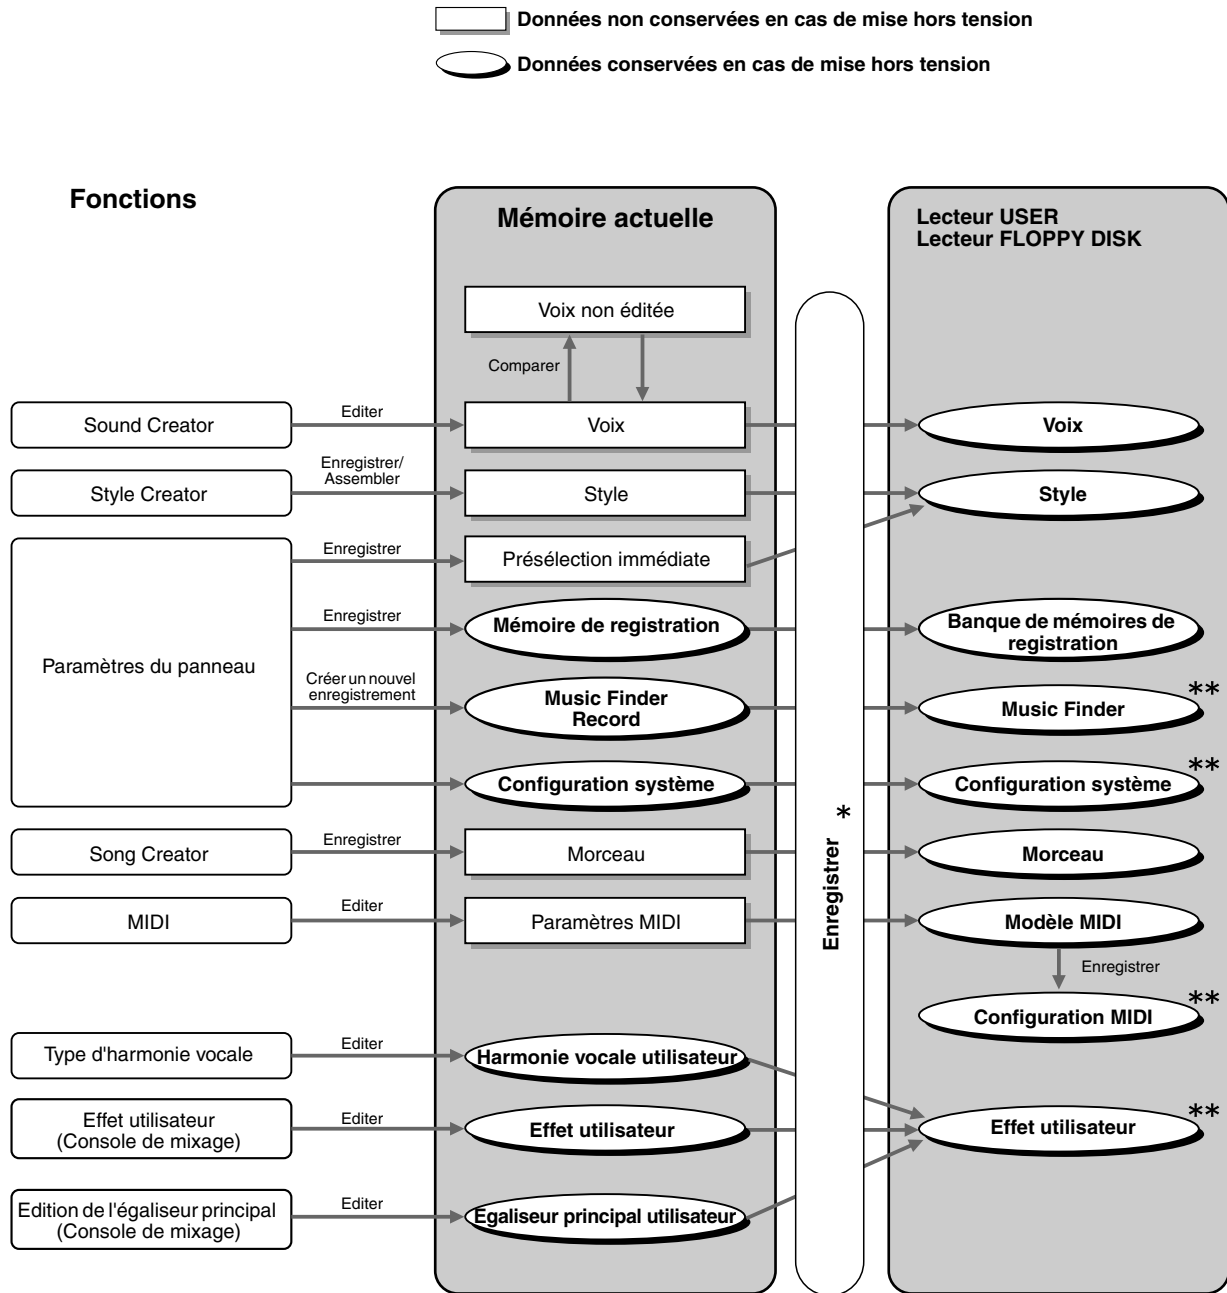 Données non conservées en cas de mise hors tension
Données conservées en cas de mise hors tension
Fonctions
Mémoire actuelle
Lecteur USER
Lecteur FLOPPY DISK
Voix non éditée
Comparer
Sound Creator
Editer
Voix
Voix
Style Creator
Enregistrer/
Assembler
Style
Style
Paramètres du panneau
Enregistrer
Présélection immédiate
Enregistrer
Mémoire de registration
Banque de mémoires de
registration
Créer un nouvel
enregistrement
Music Finder
Record
Music Finder
**
Configuration système
Configuration système
**
Enregistrer *
Song Creator
Enregistrer
Morceau
Morceau
MIDI
Editer
Paramètres MIDI
Modèle MIDI
Enregistrer
Configuration MIDI
**
Type d'harmonie vocale
Editer
Harmonie vocale utilisateur
Effet utilisateur
(Console de mixage)
Editer
Effet utilisateur
Effet utilisateur
**
Edition de l'égaliseur principal
(Console de mixage)
Editer
Egaliseur principal utilisateur